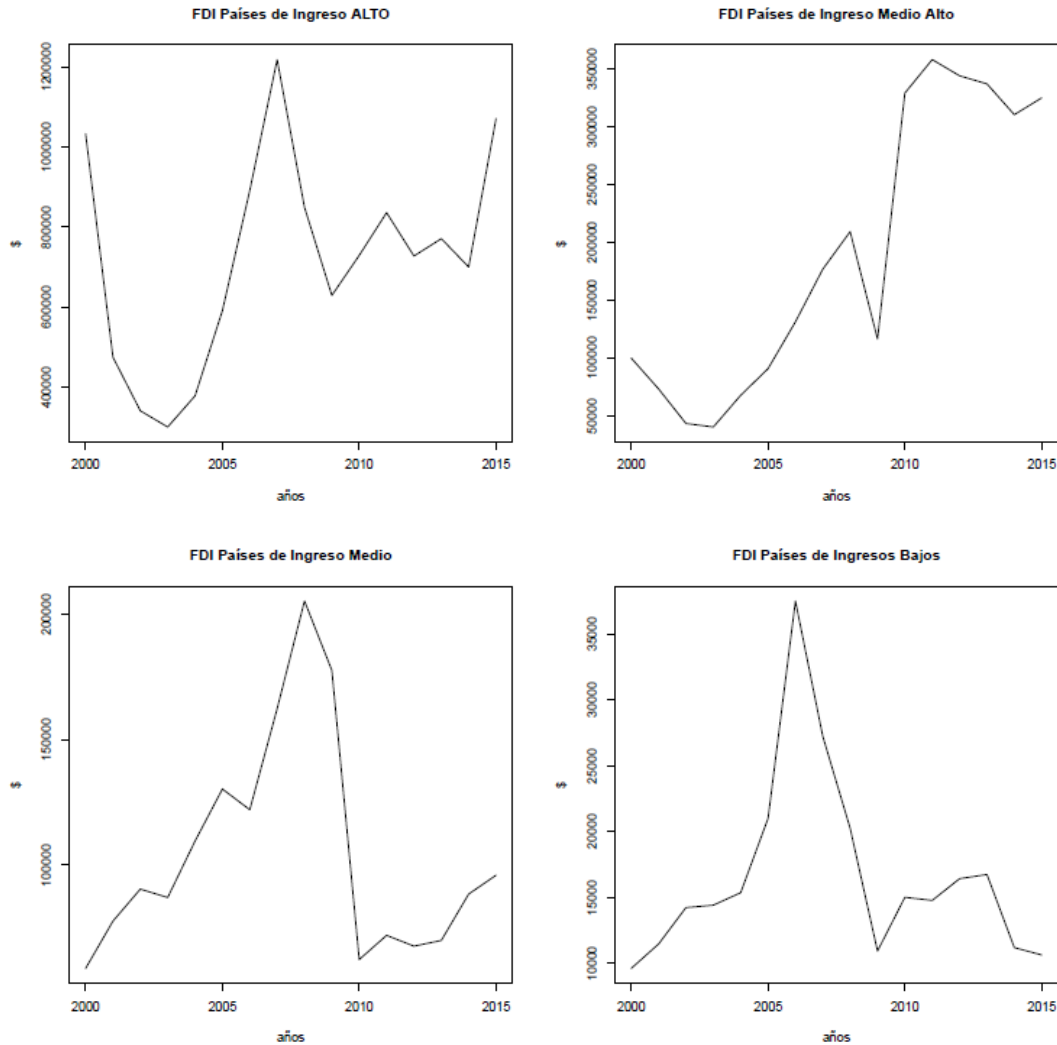 FDI Países de Ingreso ALTO
1200000
1000000
800000
600000
400000
$
2000 2005 2010 2015
años
FDI Países de Ingreso Medio Alto
350000
300000
250000
200000
150000
100000
50000
$
2000 2005 2010 2015
años
FDI Países de Ingreso Medio
200000
150000
100000
$
2000 2005 2010 2015
años
FDI Países de Ingresos Bajos
35000
30000
25000
20000
15000
10000
$
2000 2005 2010 2015
años